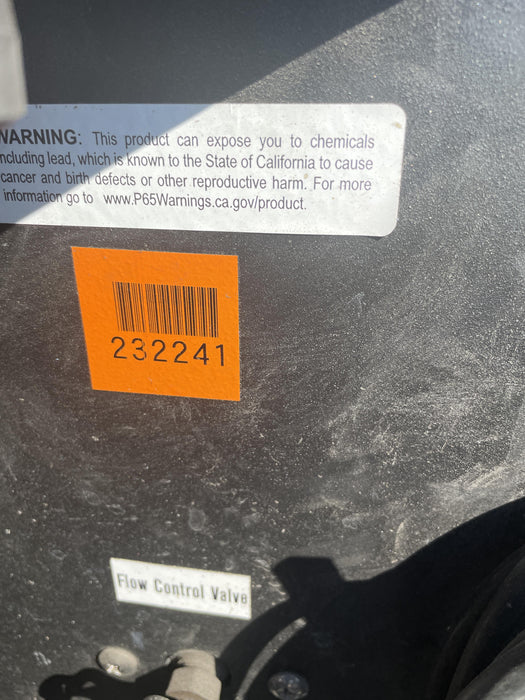 WARNING: This product can expose you to chemicals
including lead, which is known to the State of California to cause
cancer and birth defects or other reproductive harm. For more
information go to www.P65Warnings.ca.gov/product.
232241
Flow Control Valve